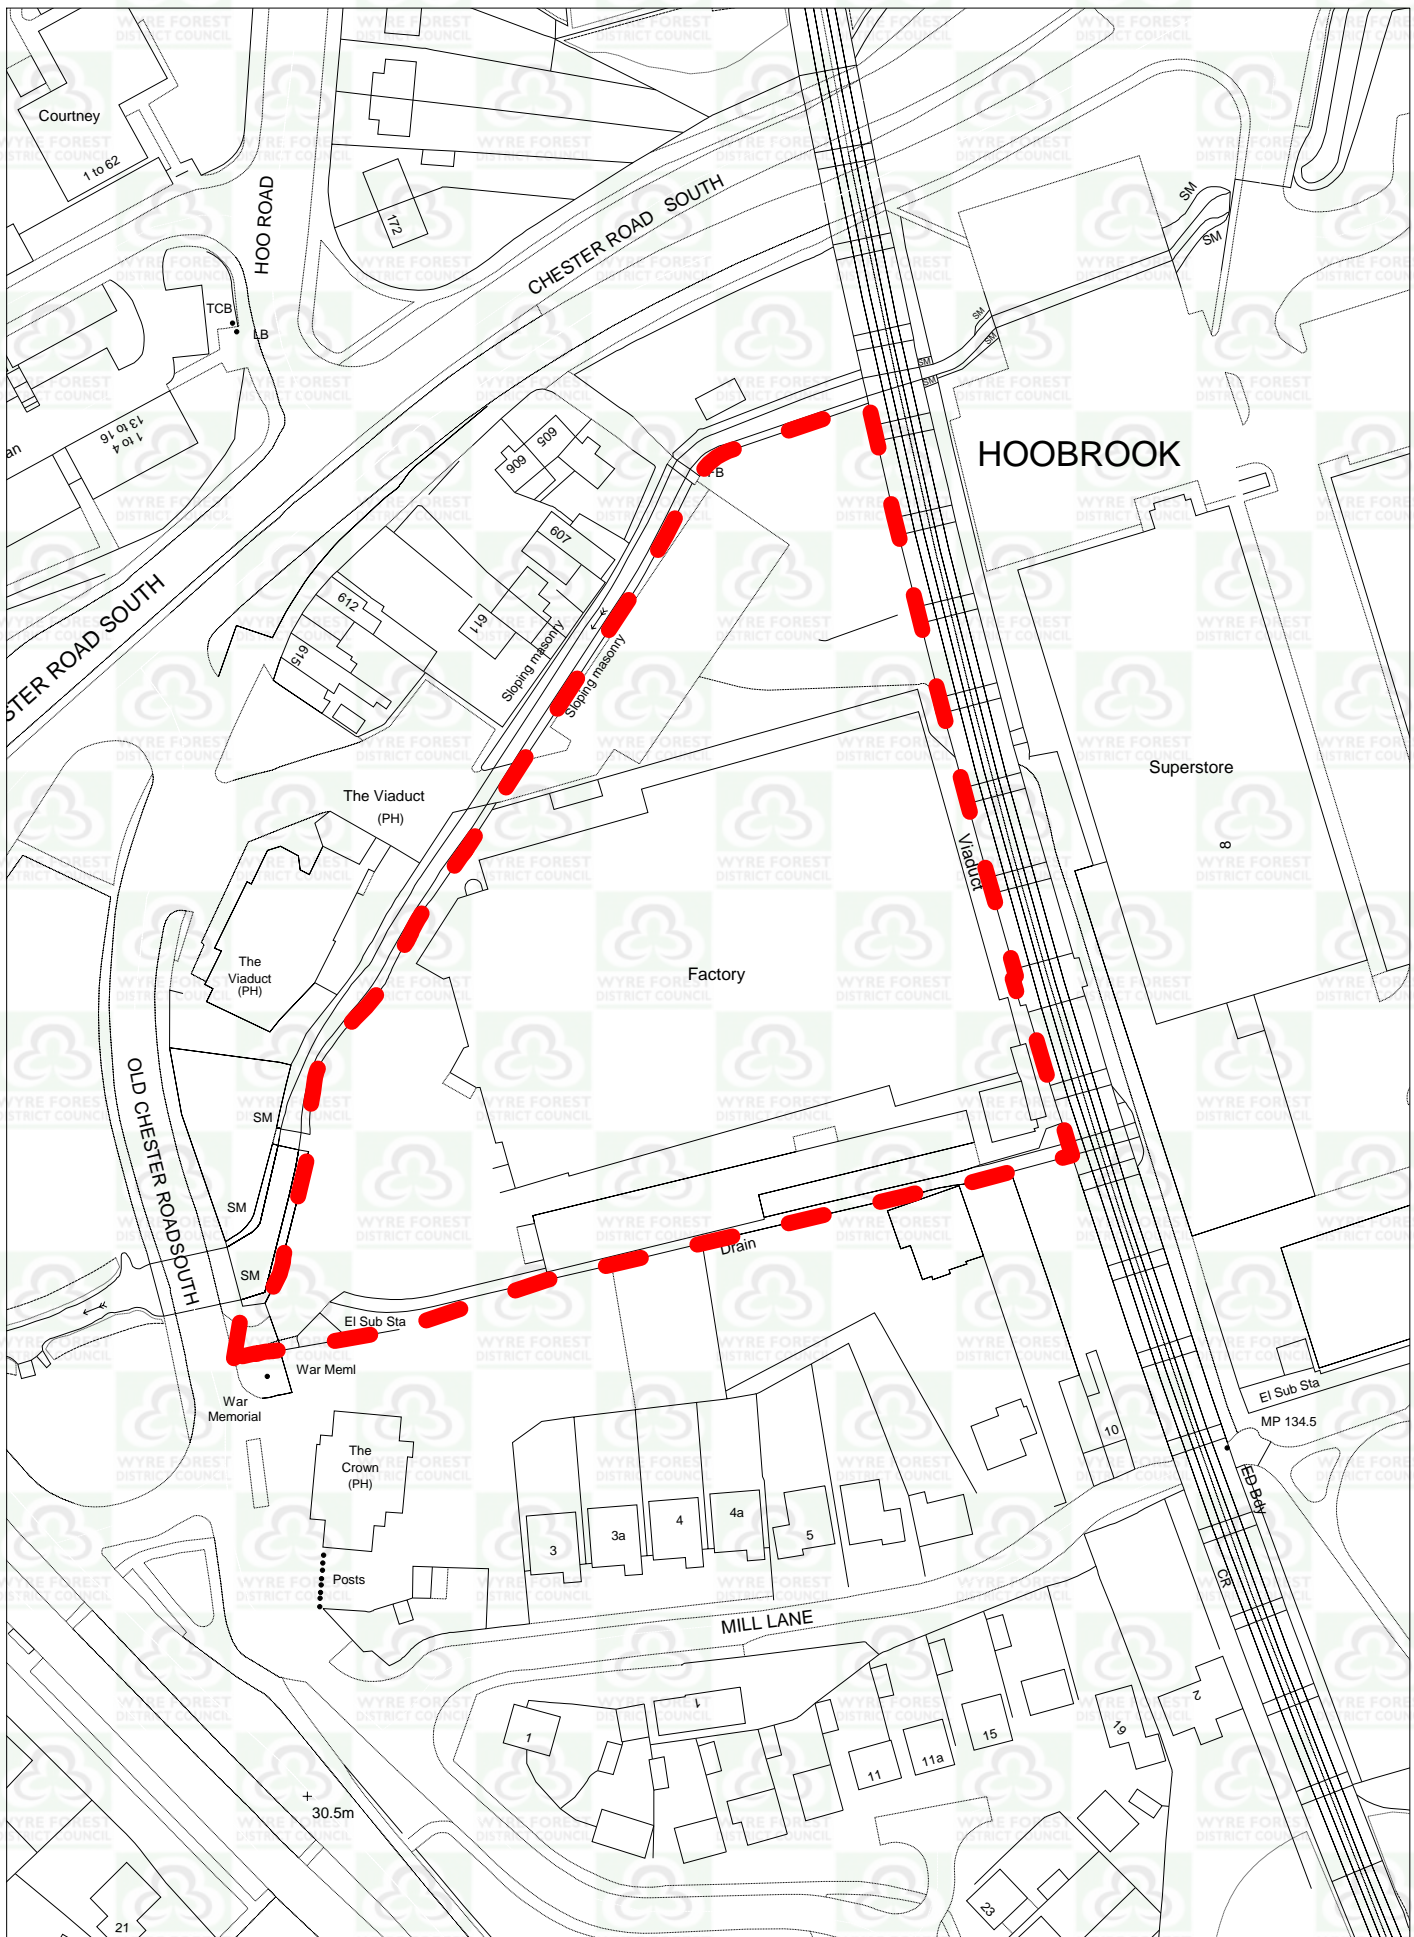 WYRE FOREST
DISTRICT COUNCIL
Courtney
1 to 62
HOO ROAD
172
CHESTER ROAD SOUTH
SM
SM
TCB
LB
SM
SM
SM
SM
13 to 16
1 to 4
an
605
606
FB
HOOBROOK
607
612
611
615
Sloping masonry
Sloping masonry
STER ROAD SOUTH
The Viaduct
(PH)
Superstore
8
Viaduct
The
Viaduct
(PH)
Factory
OLD CHESTER ROADSOUTH
SM
SM
SM
Drain
El Sub Sta
War Meml
War
Memorial
El Sub Sta
MP 134.5
The
Crown
(PH)
10
ED Bdy
3
3a
4
4a
5
Posts
CR
MILL LANE
1
1
11
11a
15
19
2
30.5m
21
23